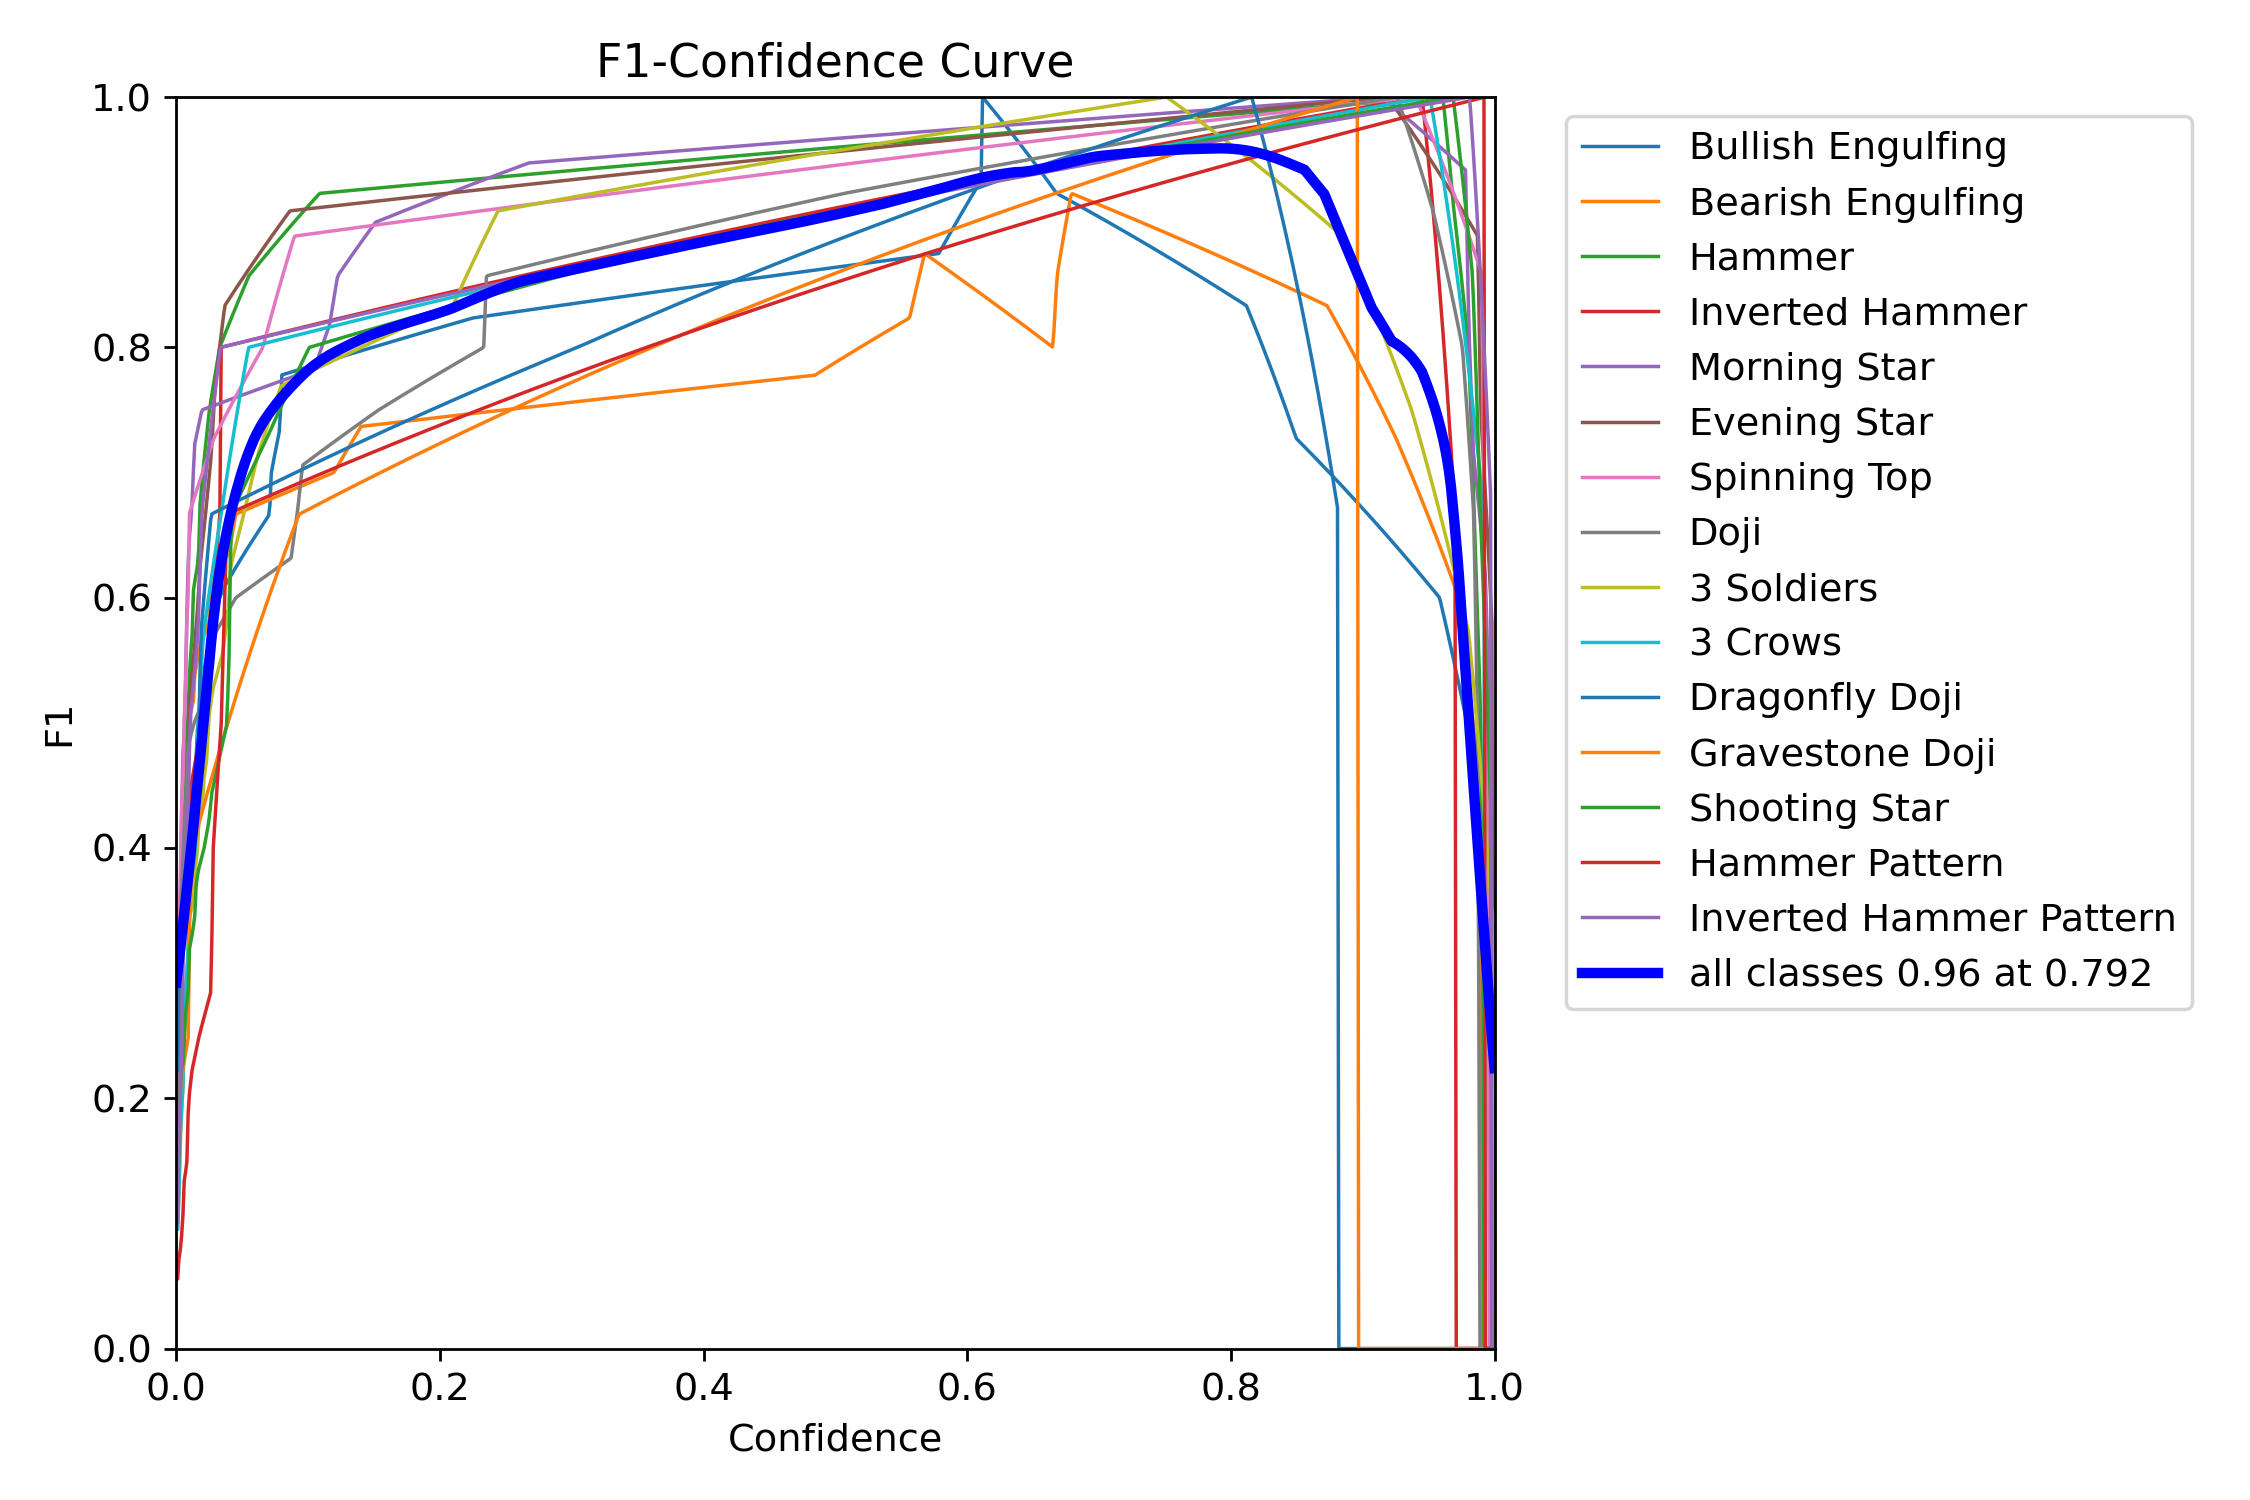 F1-Confidence Curve
1.0
0.8
0.6
0.4
0.2
0.0
F1
0.0 0.2 0.4 0.6 0.8 1.0
Confidence
Bullish Engulfing
Bearish Engulfing
Hammer
Inverted Hammer
Morning Star
Evening Star
Spinning Top
Doji
3 Soldiers
3 Crows
Dragonfly Doji
Gravestone Doji
Shooting Star
Hammer Pattern
Inverted Hammer Pattern
all classes 0.96 at 0.792